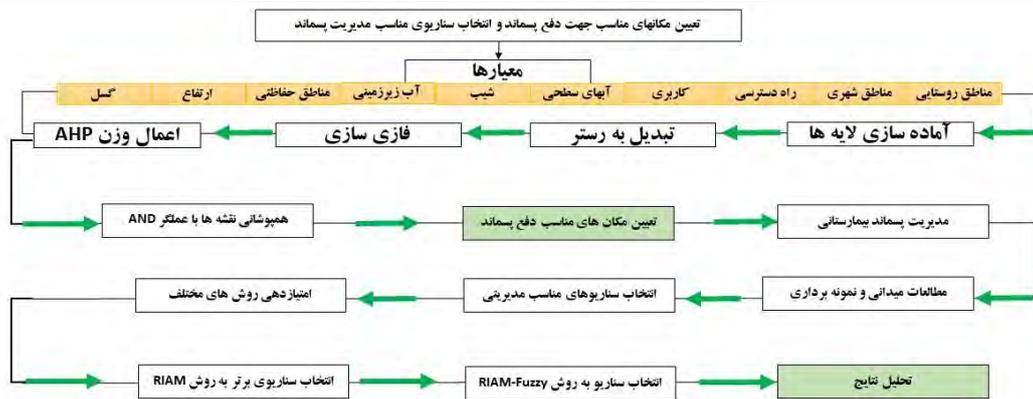 تعیین مکانهای مناسب جهت دفع پسماند و انتخاب سناریوی مناسب مدیریت پسماند
معیارها
مناطق روستایی
مناطق شهری
راه دسترسی
کاربری
آبهای سطحی
شیب
آب زیرزمینی
مناطق حفاظتی
ارتفاع
گسل
آماده سازی لایه ها
تبدیل به رستر
فازی سازی
اعمال وزن AHP
همپوشانی نقشه ها با عملگر AND
تعیین مکان های مناسب دفع پسماند
مدیریت پسماند بیمارستانی
مطالعات میدانی و نمونه برداری
انتخاب سناریوهای مناسب مدیریتی
امتیازدهی روش های مختلف
انتخاب سناریوی برتر به روش RIAM
انتخاب سناریو به روش RIAM-Fuzzy
تحلیل نتایج